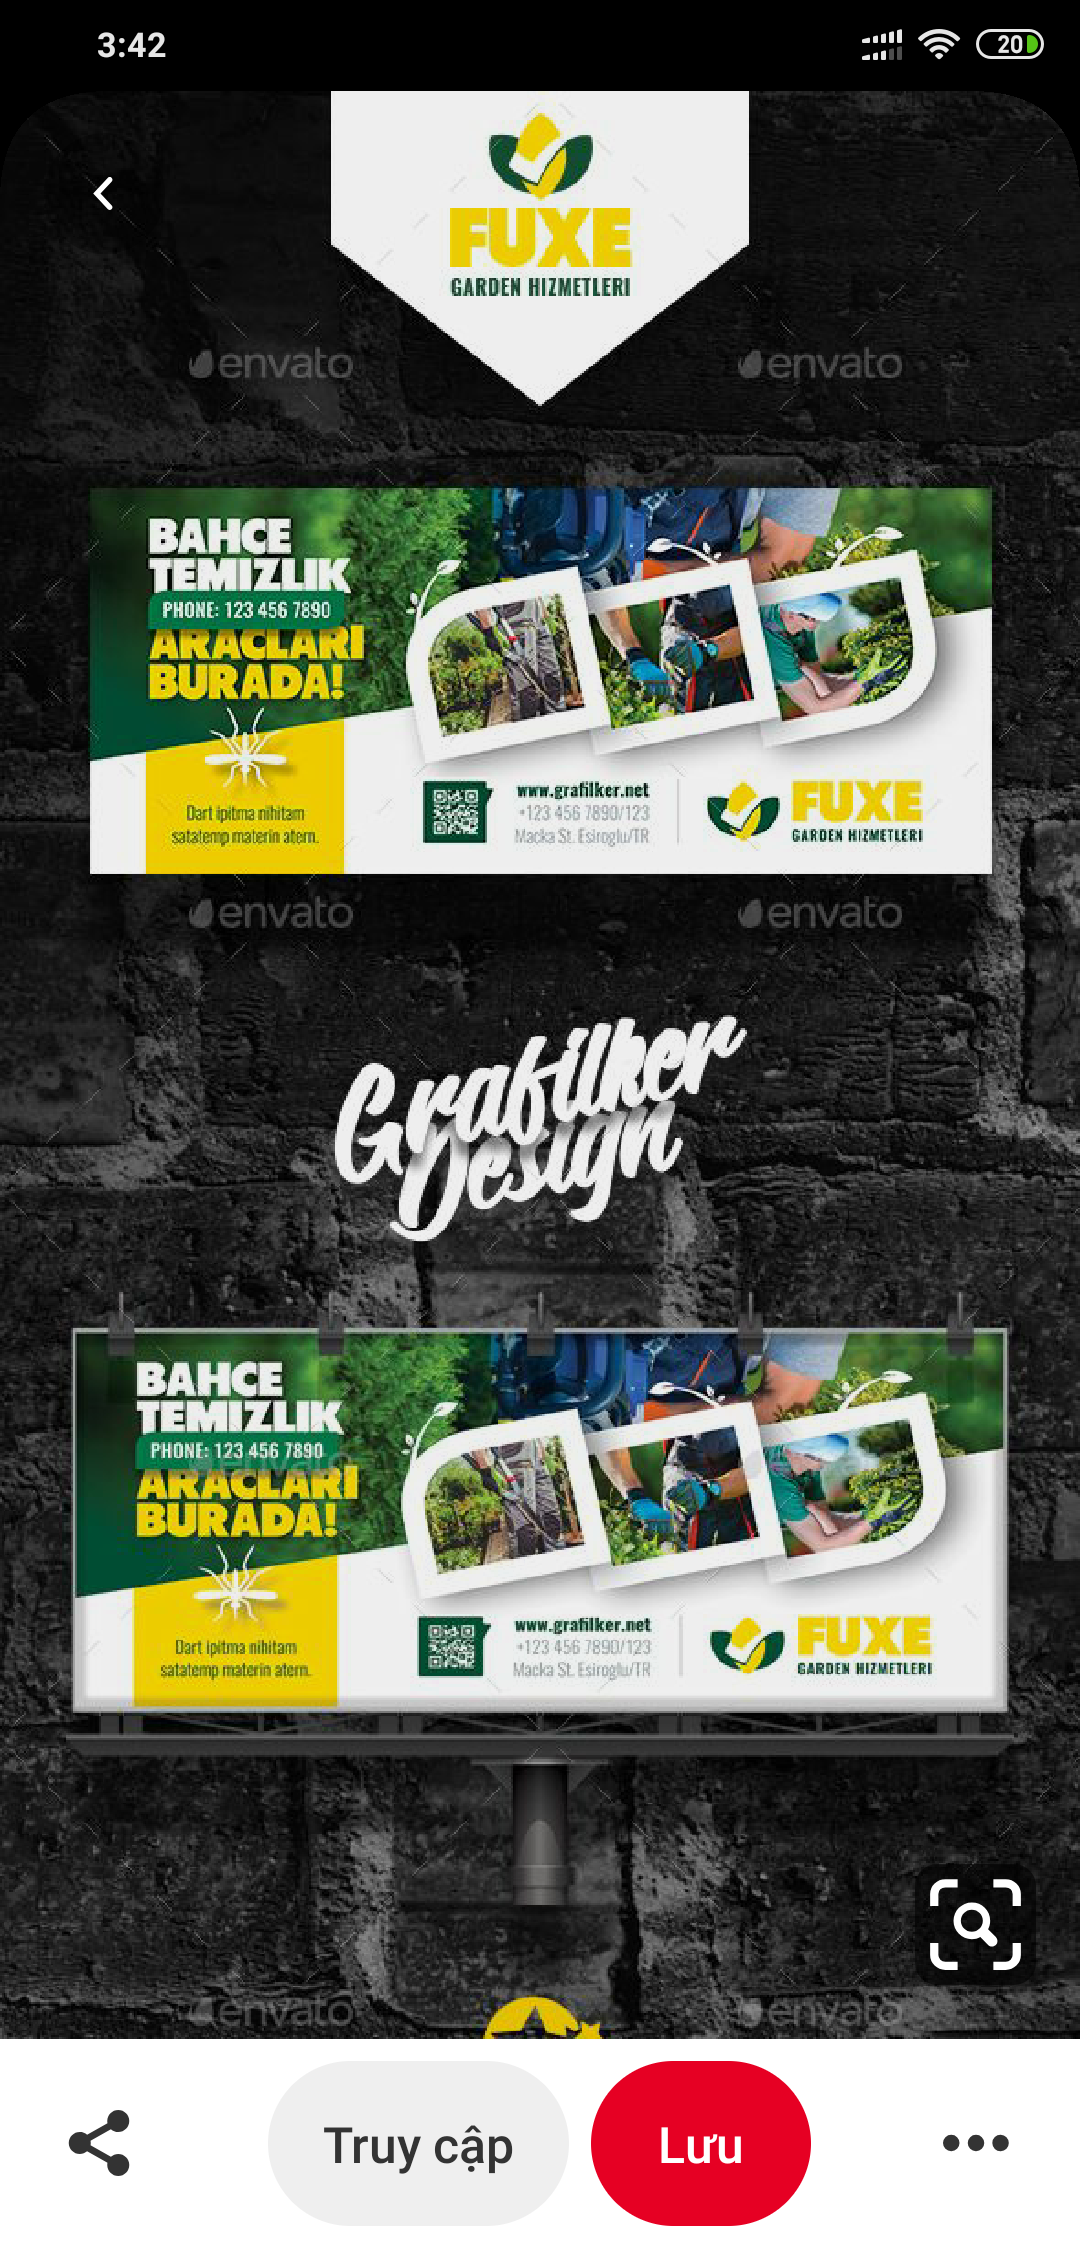 3:42
20
FUXE
GARDEN HIZMETLERI
envato
envato
BAHCE
TEMIZLIK
PHONE: 123 456 7890
ARACLARI
BURADA!
Dart ipitma nihitam
satatemp materin atem.
www.grafilker.net
+123 456 7890/123
Macka St. Esiroglu/TR
FUXE
GARDEN HIZMETLERI
envato
envato
Grafilker
Design
BAHCE
TEMIZLIK
PHONE: 123 456 7890
envato
ARACLARI
BURADA!
Dart ipitma nihitam
satatemp materin atem.
www.grafilker.net
+123 456 7890/123
Macka St. Esiroglu/TR
FUXE
GARDEN HIZMETLERI
envato
envato
Truy cập
Lưu